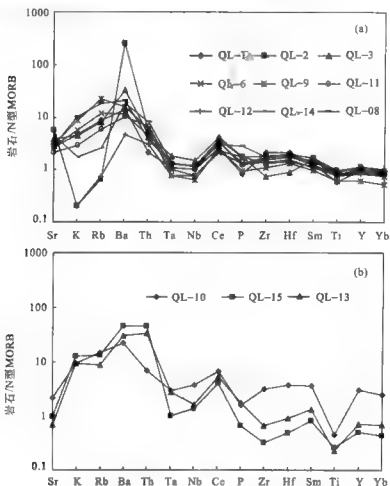 (a)
1000
100
10
1
0.1
岩石/N型MORB
QL-1 QL-2 QL-3
QL-6 QL-9 QL-11
QL-12 QL-14 QL-08
Sr K Rb Ba Th Ta Nb Ce P Zr Hf Sm Ti Y Yb
(b)
1000
100
10
1
0.1
岩石/N型MORB
QL-10 QL-15 QL-13
Sr K Rb Ba Th Ta Nb Ce P Zr Hf Sm Ti Y Yb